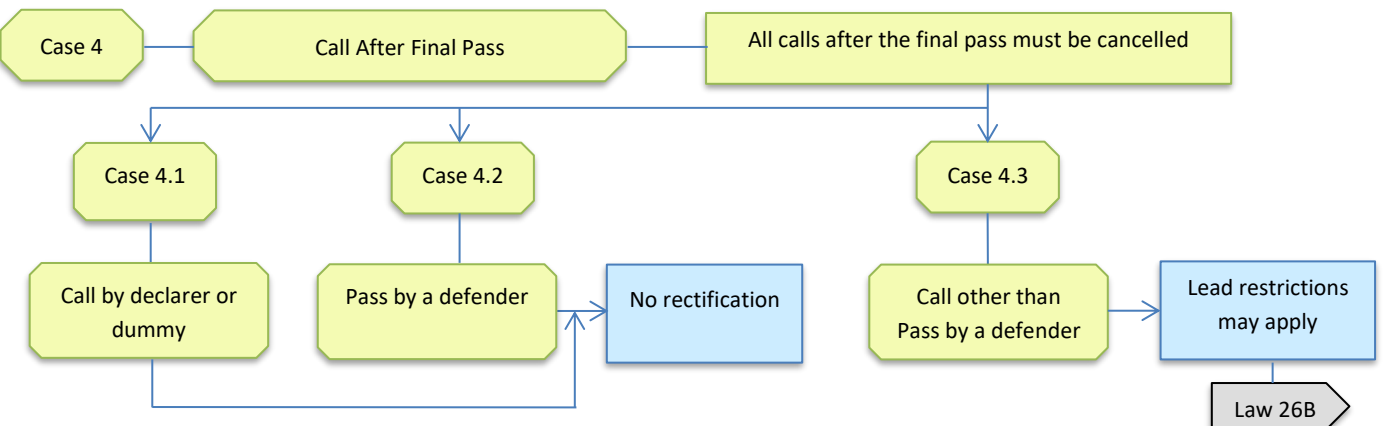 Case 4
Call After Final Pass
All calls after the final pass must be cancelled
Case 4.1
Case 4.2
Case 4.3
Call by declarer or
dummy
Pass by a defender
No rectification
Call other than
Pass by a defender
Lead restrictions
may apply
Law 26B